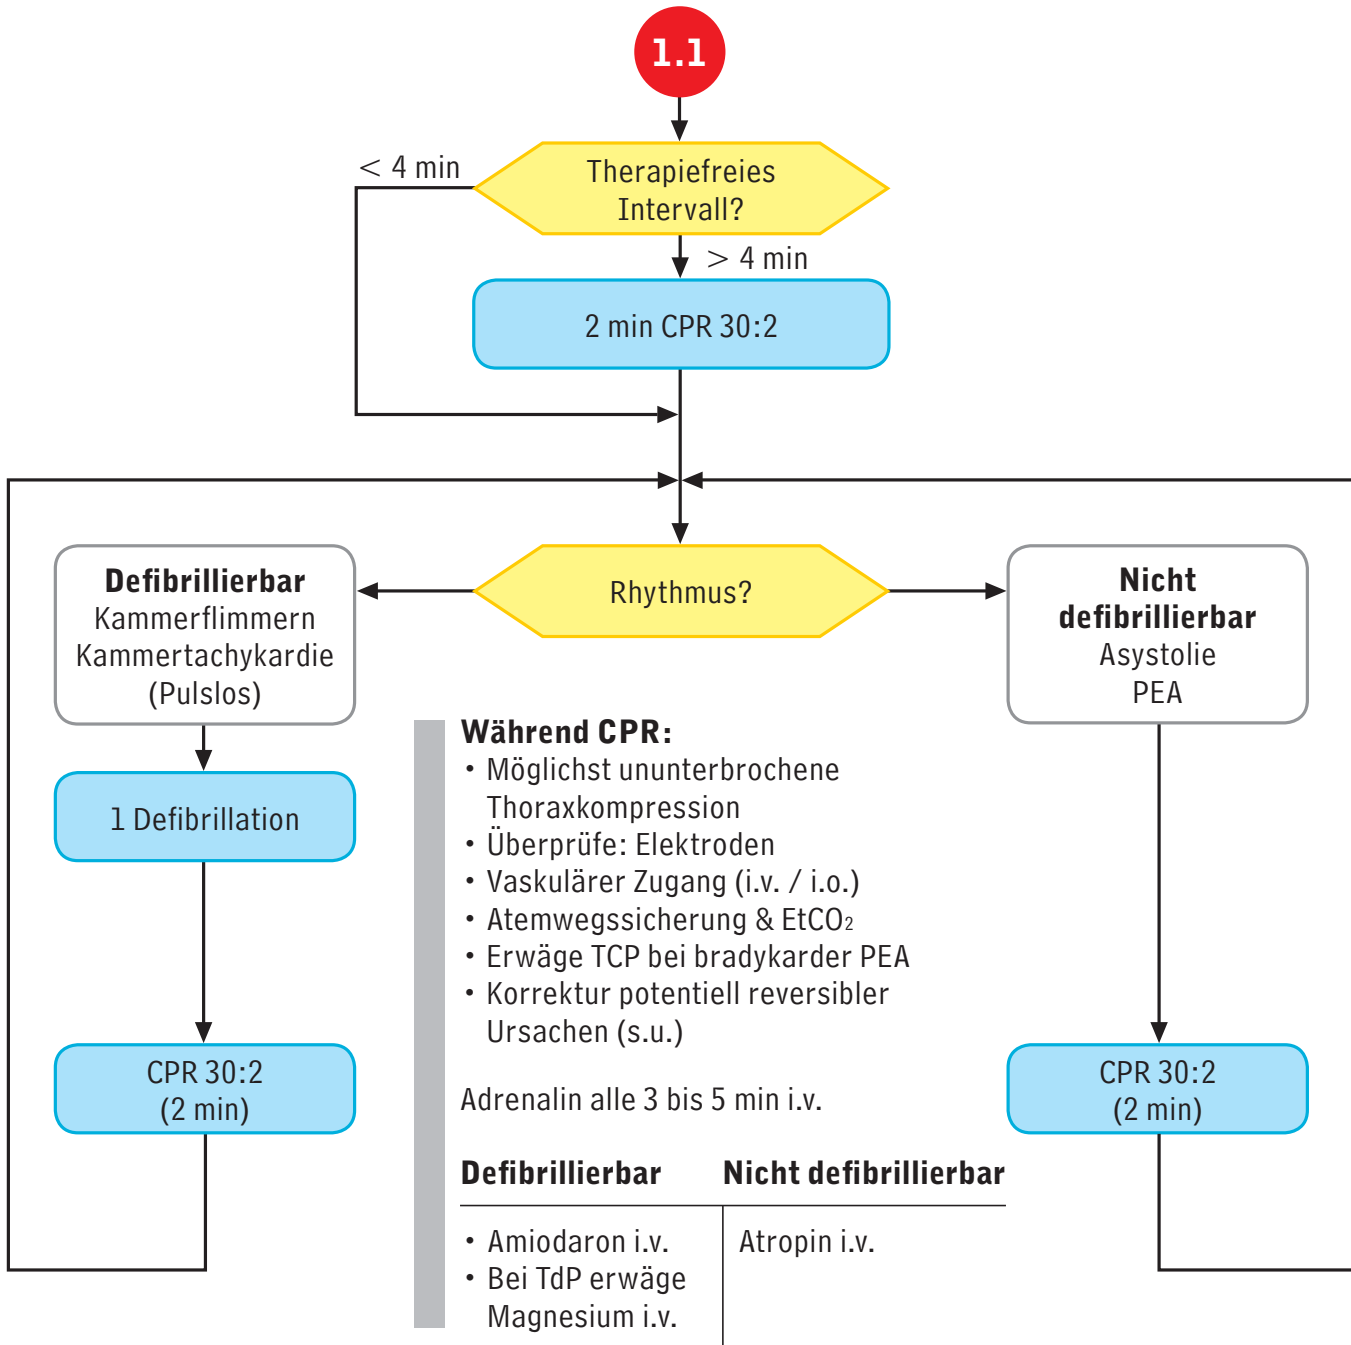 1.1
< 4 min
Therapiefreies
Intervall?
> 4 min
2 min CPR 30:2
Rhythmus?
Defibrillierbar
Kammerflimmern
Kammertachykardie
(Pulslos)
Nicht
defibrillierbar
Asystolie
PEA
1 Defibrillation
CPR 30:2
(2 min)
Während CPR:
• Möglichst ununterbrochene
Thoraxkompression
• Überprüfe: Elektroden
• Vaskulärer Zugang (i.v. / i.o.)
• Atemwegssicherung & EtCO₂
• Erwäge TCP bei bradykarder PEA
• Korrektur potentiell reversibler
Ursachen (s.u.)
Adrenalin alle 3 bis 5 min i.v.
Defibrillierbar
• Amiodaron i.v.
• Bei TdP erwäge
Magnesium i.v.
Nicht defibrillierbar
Atropin i.v.
CPR 30:2
(2 min)